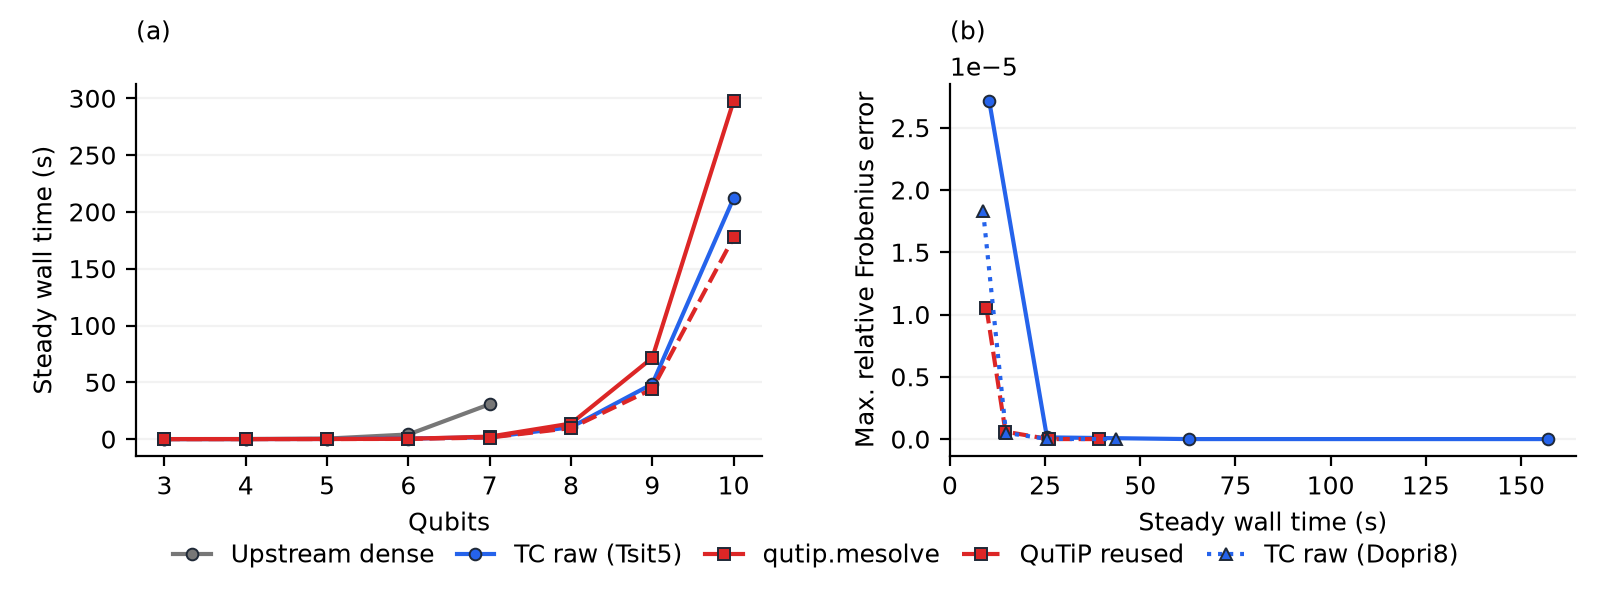 (a)
300
250
200
150
100
50
0
Steady wall time (s)
3 4 5 6 7 8 9 10
Qubits
(b)
1e−5
2.5
2.0
1.5
1.0
0.5
0.0
Max. relative Frobenius error
0 25 50 75 100 125 150
Steady wall time (s)
Upstream dense TC raw (Tsit5) qutip.mesolve QuTiP reused TC raw (Dopri8)